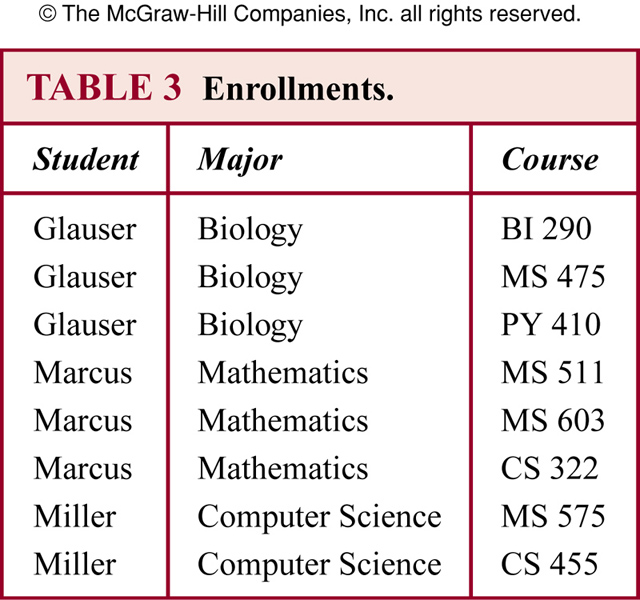 © The McGraw-Hill Companies, Inc. all rights reserved.
TABLE 3 Enrollments.
Student Major Course
Glauser Biology BI 290
Glauser Biology MS 475
Glauser Biology PY 410
Marcus Mathematics MS 511
Marcus Mathematics MS 603
Marcus Mathematics CS 322
Miller Computer Science MS 575
Miller Computer Science CS 455